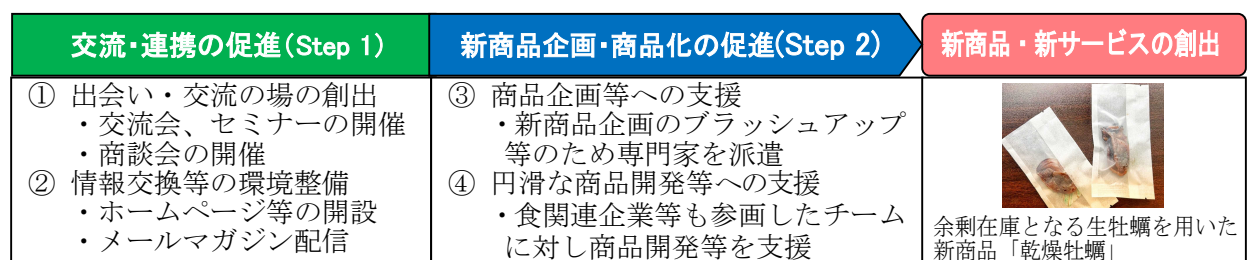 交流・連携の促進(Step 1)
① 出会い・交流の場の創出
・交流会、セミナーの開催
・商談会の開催
② 情報交換等の環境整備
・ホームページ等の開設
・メールマガジン配信
新商品企画・商品化の促進(Step 2)
③ 商品企画等への支援
・新商品企画のブラッシュアップ
等のため専門家を派遣
④ 円滑な商品開発等への支援
・食関連企業等も参画したチーム
に対し商品開発等を支援
新商品・新サービスの創出
余剰在庫となる生牡蠣を用いた
新商品「乾燥牡蠣」